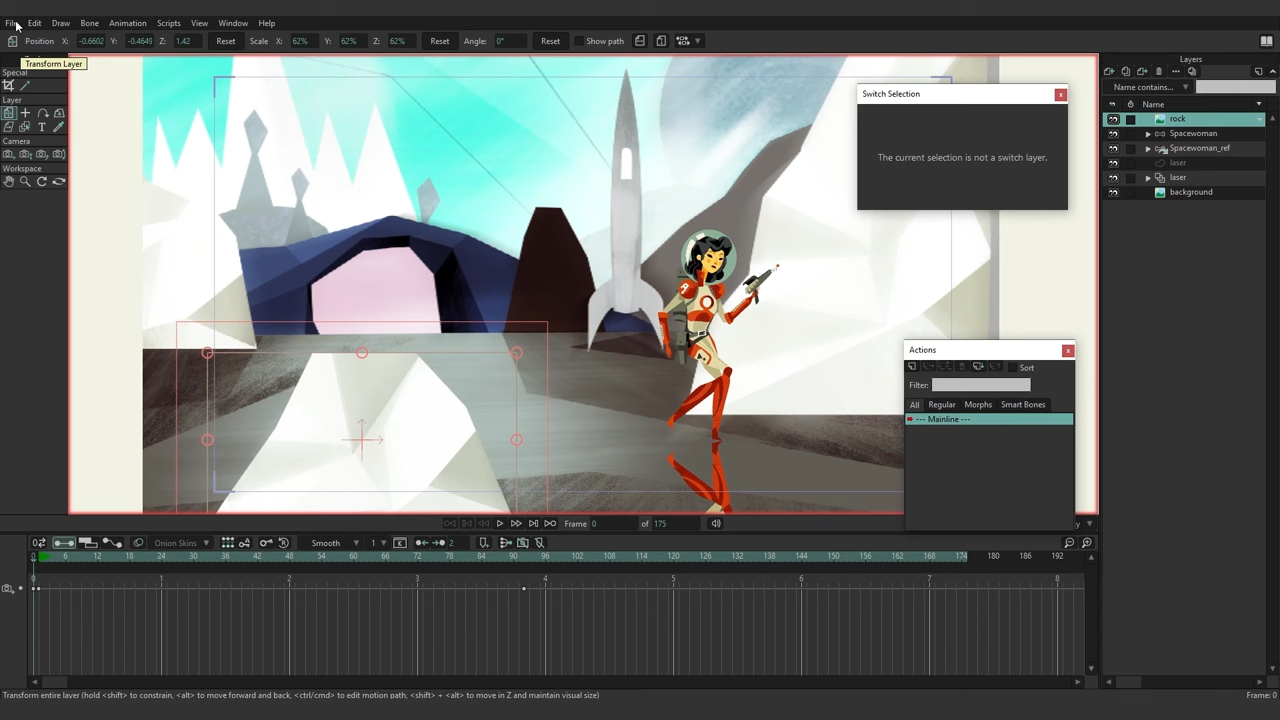 File Edit Draw Bone Animation Scripts View Window Help
Position X: -0.6602 Y: -0.4649 Z: 1.42 Reset Scale X: 62% Y: 62% Z: 62% Reset Angle: 0° Reset Show path
Transform Layer
Layers
Special
Name contains...
Switch Selection
Layer
Name
rock
T
Spacewoman
Camera
Spacewoman_ref
The current selection is not a switch layer.
laser
Workspace
laser
background
Actions
Sort
Filter:
All Regular Morphs Smart Bones
--- Mainline ---
Frame 0 of 175
Onion Skins Smooth 1 2
0 6 12 18 24 30 36 42 48 54 60 66 72 78 84 90 96 102 108 114 120 126 132 138 144 150 156 162 168 174 180 186 192
0 1 2 3 4 5 6 7 8
Transform entire layer (hold <shift> to constrain, <alt> to move forward and back, <ctrl/cmd> to edit motion path, <shift> + <alt> to move in Z and maintain visual size)
Frame: 0